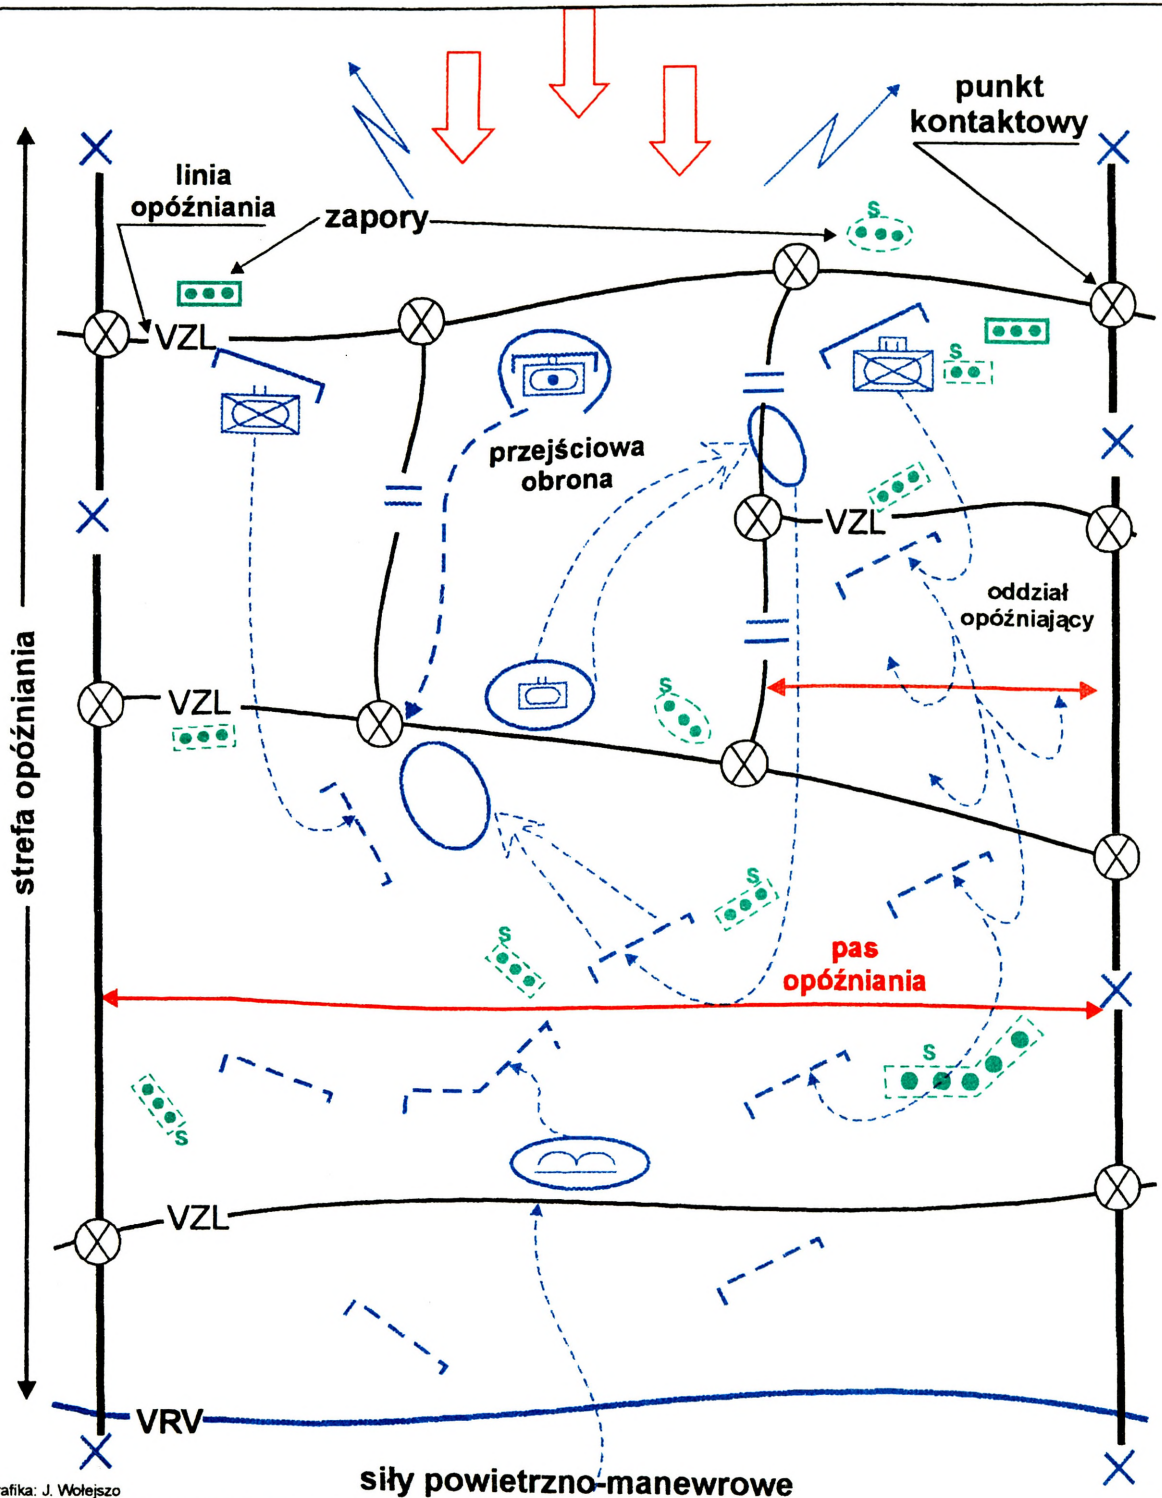 punkt
kontaktowy
linia
opóźniania
zapory
S
VZL
S
przejściowa
obrona
VZL
oddział
opóźniający
strefa opóźniania
VZL
S
S
S
pas
opóźniania
S
S
VZL
VRV
siły powietrzno-manewrowe
afika: J. Wołejszo